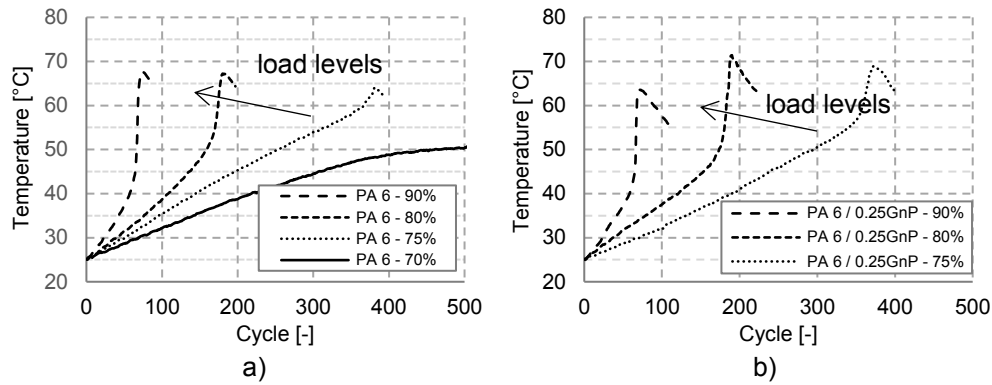 80
70
60
50
40
30
20
Temperature [°C]
load levels
PA 6 - 90%
PA 6 - 80%
PA 6 - 75%
PA 6 - 70%
0 100 200 300 400 500
Cycle [-]
a)
80
70
60
50
40
30
20
Temperature [°C]
load levels
PA 6 / 0.25GnP - 90%
PA 6 / 0.25GnP - 80%
PA 6 / 0.25GnP - 75%
0 100 200 300 400 500
Cycle [-]
b)